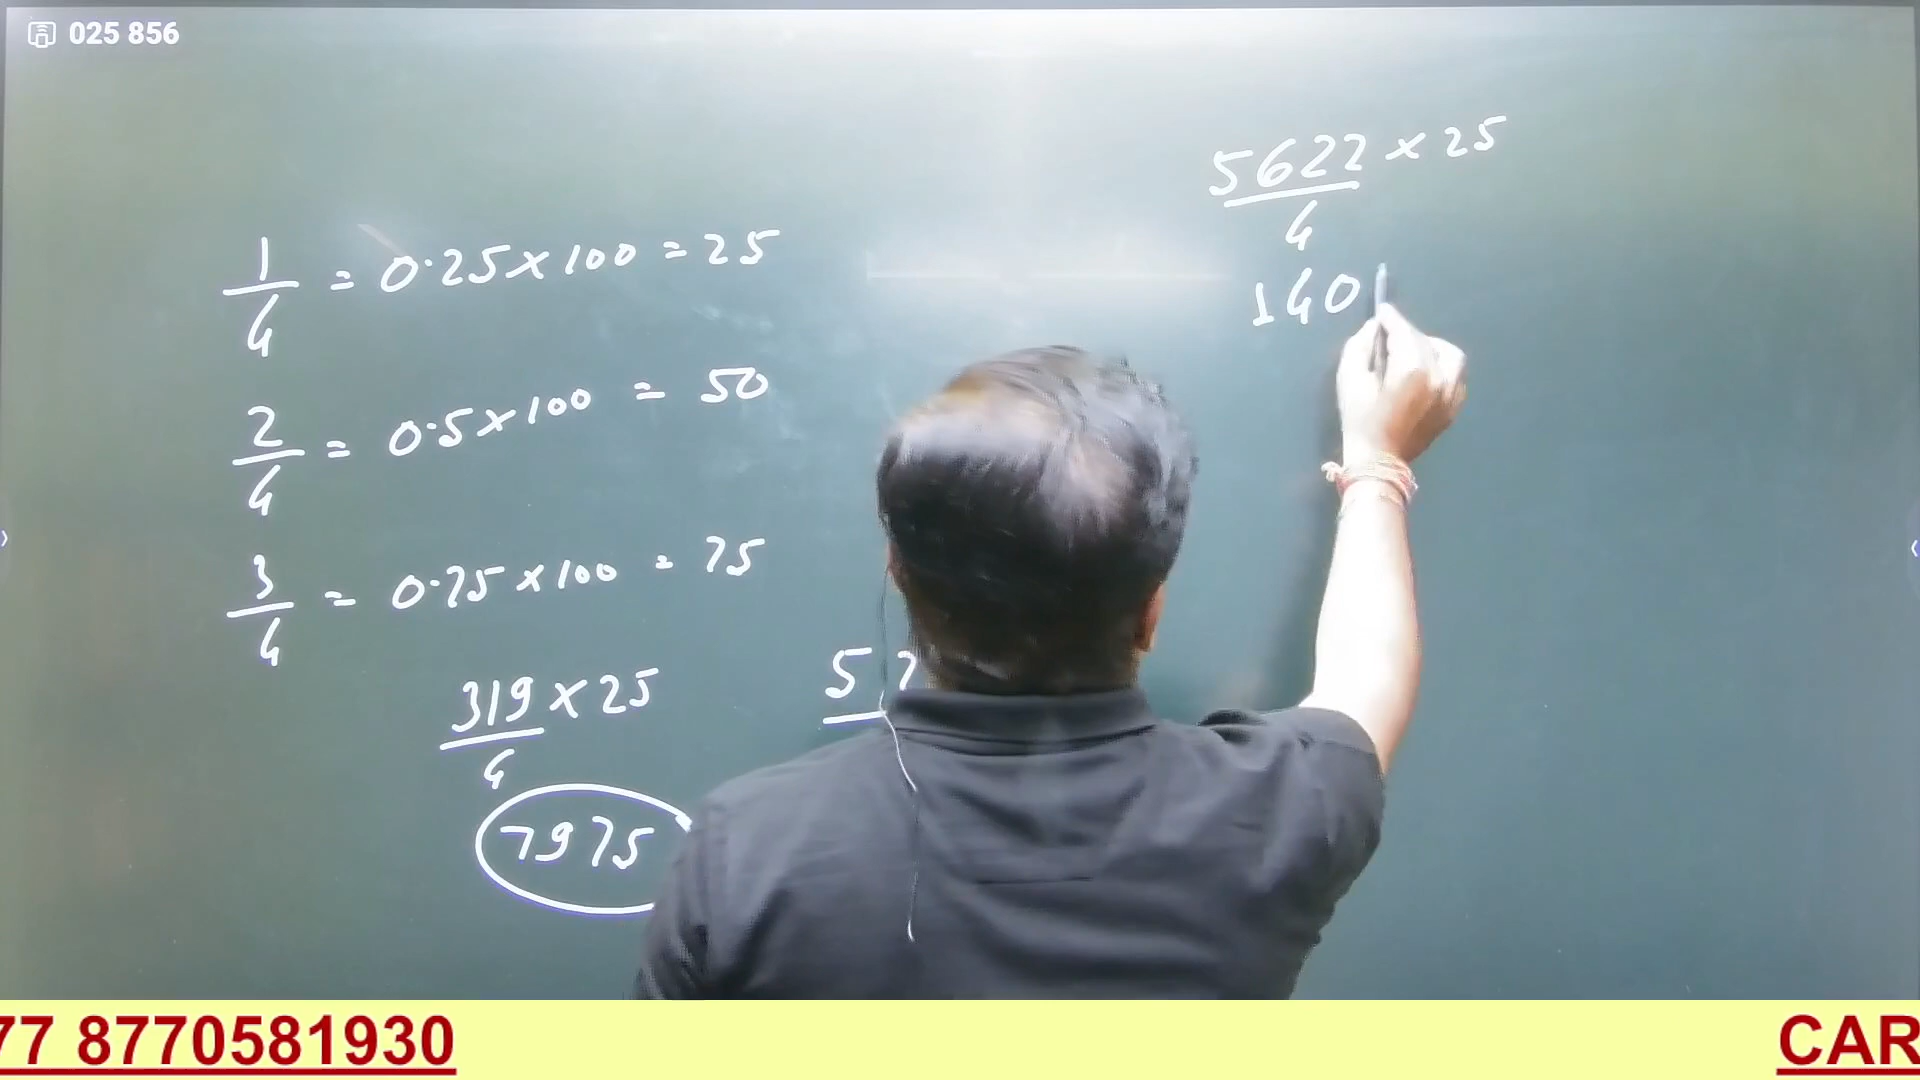 025 856
5622 × 25
4
140
1/4 = 0.25 × 100 = 25
2/4 = 0.5 × 100 = 50
3/4 = 0.75 × 100 = 75
319 × 25
4
7975
5
77 8770581930
CAR